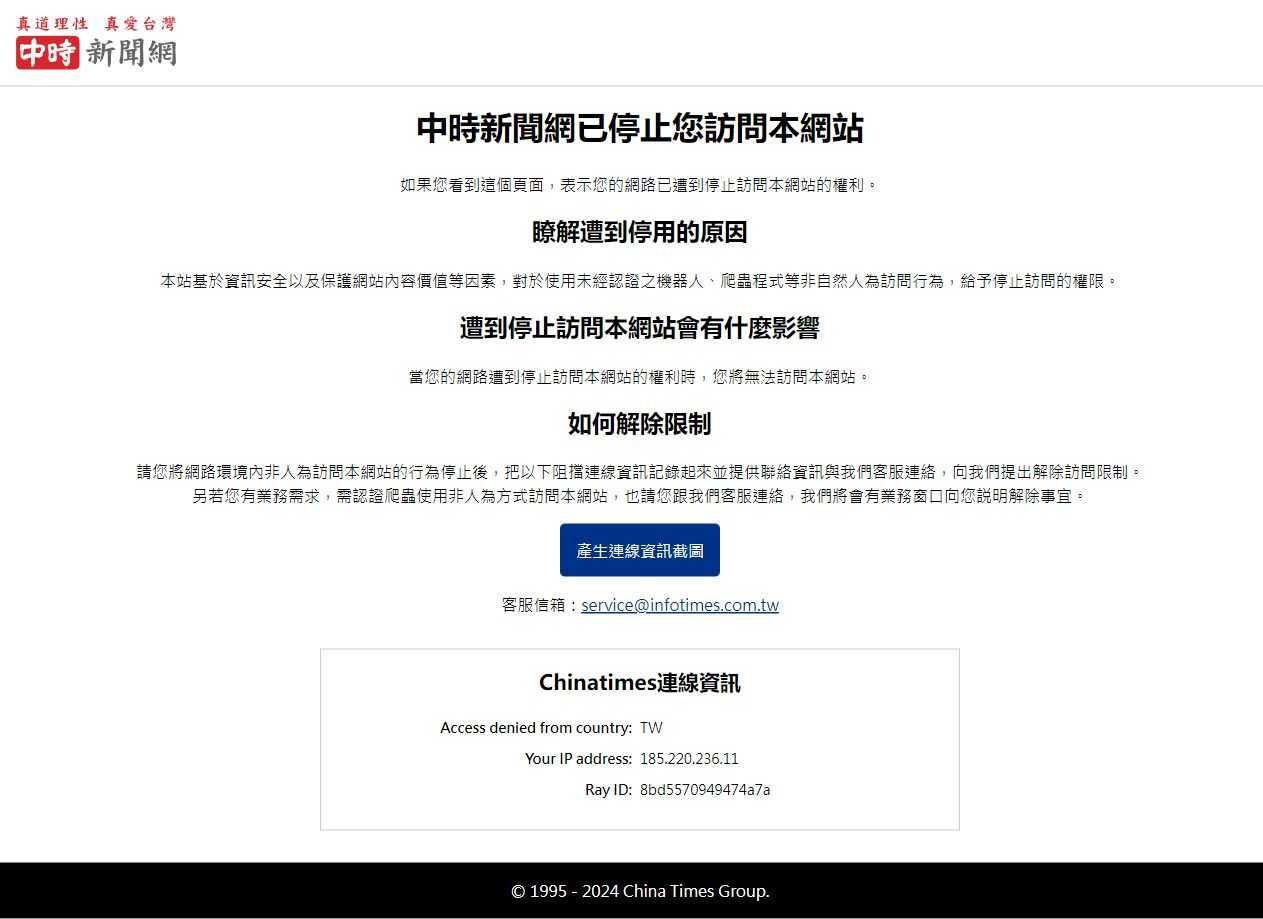 真道理性 真愛台灣
中時新聞網
中時新聞網已停止您訪問本網站
如果您看到這個頁面，表示您的網路已遭到停止訪問本網站的權利。
瞭解遭到停用的原因
本站基於資訊安全以及保護網站內容價值等因素，對於使用未經認證之機器人、爬蟲程式等非自然人為訪問行為，給予停止訪問的權限。
遭到停止訪問本網站會有什麼影響
當您的網路遭到停止訪問本網站的權利時，您將無法訪問本網站。
如何解除限制
請您將網路環境內非人為訪問本網站的行為停止後，把以下阻擋連線資訊記錄起來並提供聯絡資訊與我們客服連絡，向我們提出解除訪問限制。
另若您有業務需求，需認證爬蟲使用非人為方式訪問本網站，也請您跟我們客服連絡，我們將會有業務窗口向您説明解除事宜。
產生連線資訊截圖
客服信箱：service@infotimes.com.tw
Chinatimes連線資訊
Access denied from country: TW
Your IP address: 185.220.236.11
Ray ID: 8bd5570949474a7a
© 1995 - 2024 China Times Group.